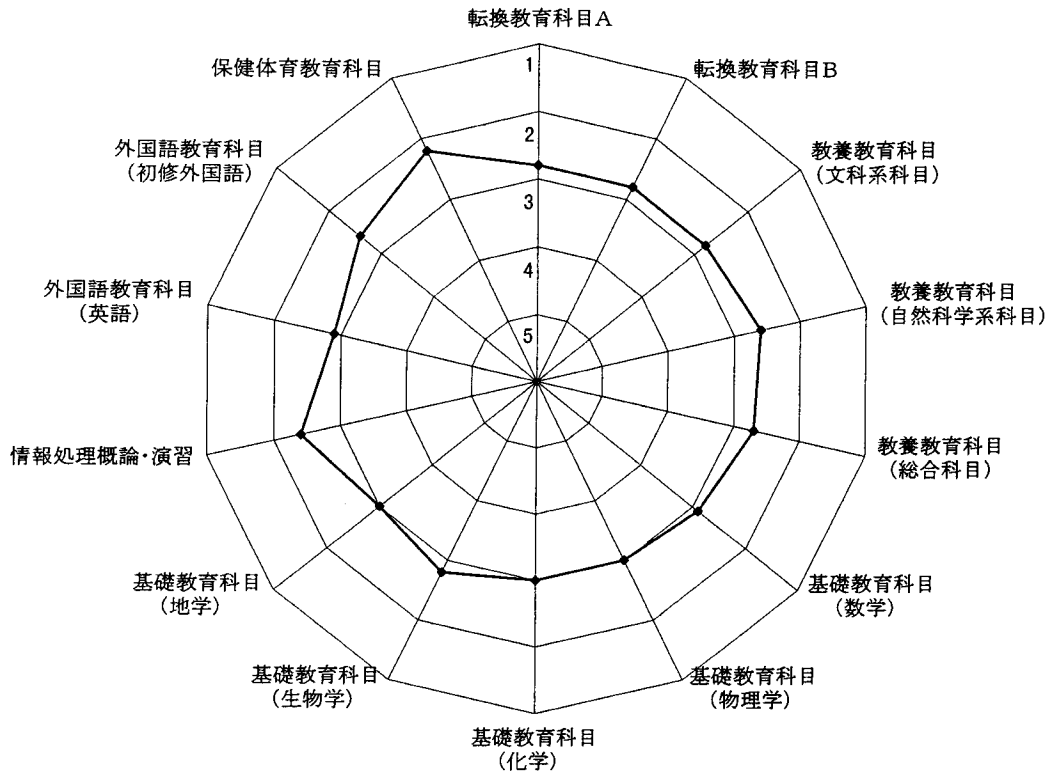 転換教育科目A
転換教育科目B
教養教育科目
(文科系科目)
教養教育科目
(自然科学系科目)
教養教育科目
(総合科目)
基礎教育科目
(数学)
基礎教育科目
(物理学)
基礎教育科目
(化学)
基礎教育科目
(生物学)
基礎教育科目
(地学)
情報処理概論・演習
外国語教育科目
(英語)
外国語教育科目
(初修外国語)
保健体育教育科目
1
2
3
4
5